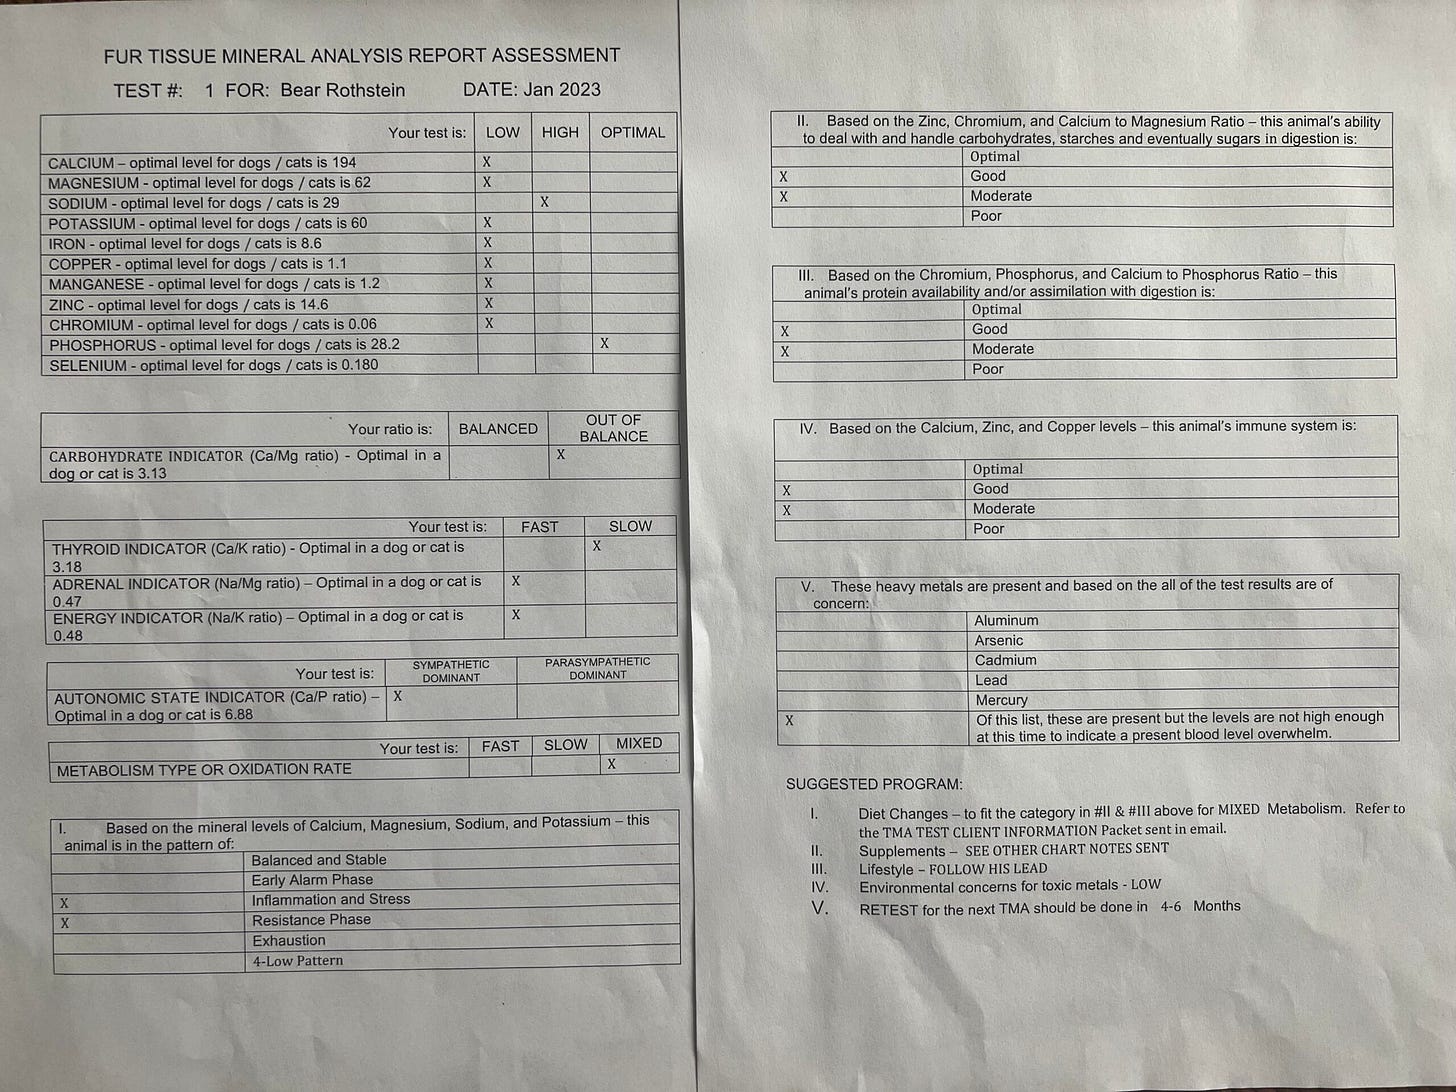 FUR TISSUE MINERAL ANALYSIS REPORT ASSESSMENT
TEST #: 1 FOR: Bear Rothstein DATE: Jan 2023
Your test is: LOW HIGH OPTIMAL
CALCIUM – optimal level for dogs / cats is 194 X
MAGNESIUM - optimal level for dogs / cats is 62 X
SODIUM - optimal level for dogs / cats is 29 X
POTASSIUM - optimal level for dogs / cats is 60 X
IRON - optimal level for dogs / cats is 8.6 X
COPPER - optimal level for dogs / cats is 1.1 X
MANGANESE - optimal level for dogs / cats is 1.2 X
ZINC - optimal level for dogs / cats is 14.6 X
CHROMIUM - optimal level for dogs / cats is 0.06 X
PHOSPHORUS - optimal level for dogs / cats is 28.2 X
SELENIUM - optimal level for dogs / cats is 0.180
Your ratio is: BALANCED OUT OF
BALANCE
CARBOHYDRATE INDICATOR (Ca/Mg ratio) - Optimal in a X
dog or cat is 3.13
Your test is: FAST SLOW
THYROID INDICATOR (Ca/K ratio) - Optimal in a dog or cat is X
3.18
ADRENAL INDICATOR (Na/Mg ratio) – Optimal in a dog or cat is X
0.47
ENERGY INDICATOR (Na/K ratio) – Optimal in a dog or cat is X
0.48
Your test is: SYMPATHETIC PARASYMPATHETIC
DOMINANT DOMINANT
AUTONOMIC STATE INDICATOR (Ca/P ratio) – X
Optimal in a dog or cat is 6.88
Your test is: FAST SLOW MIXED
METABOLISM TYPE OR OXIDATION RATE X
I. Based on the mineral levels of Calcium, Magnesium, Sodium, and Potassium – this
animal is in the pattern of:
Balanced and Stable
Early Alarm Phase
X Inflammation and Stress
X Resistance Phase
Exhaustion
4-Low Pattern
II. Based on the Zinc, Chromium, and Calcium to Magnesium Ratio – this animal's ability
to deal with and handle carbohydrates, starches and eventually sugars in digestion is:
Optimal
X Good
X Moderate
Poor
III. Based on the Chromium, Phosphorus, and Calcium to Phosphorus Ratio – this
animal's protein availability and/or assimilation with digestion is:
Optimal
X Good
X Moderate
Poor
IV. Based on the Calcium, Zinc, and Copper levels – this animal's immune system is:
Optimal
X Good
X Moderate
Poor
V. These heavy metals are present and based on the all of the test results are of
concern:
Aluminum
Arsenic
Cadmium
Lead
Mercury
X Of this list, these are present but the levels are not high enough
at this time to indicate a present blood level overwhelm.
SUGGESTED PROGRAM:
I. Diet Changes – to fit the category in #II & #III above for MIXED Metabolism. Refer to
the TMA TEST CLIENT INFORMATION Packet sent in email.
II. Supplements – SEE OTHER CHART NOTES SENT
III. Lifestyle – FOLLOW HIS LEAD
IV. Environmental concerns for toxic metals - LOW
V. RETEST for the next TMA should be done in 4-6 Months